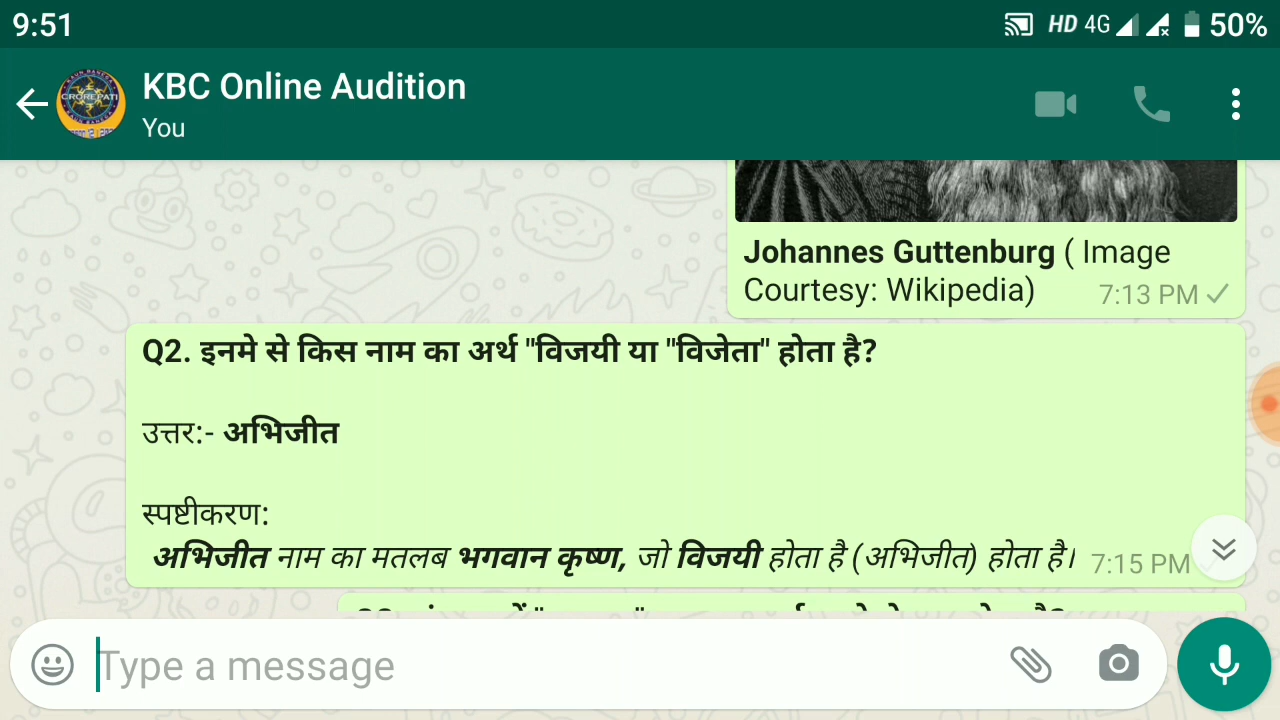 9:51
HD 4G 50%
KBC Online Audition
You
CROREPATI
Johannes Guttenburg ( Image
Courtesy: Wikipedia)
7:13 PM
Q2. इनमे से किस नाम का अर्थ "विजयी या "विजेता" होता है?
उत्तर:- अभिजीत
स्पष्टीकरण:
अभिजीत नाम का मतलब भगवान कृष्ण, जो विजयी होता है (अभिजीत) होता है।
7:15 PM
Type a message